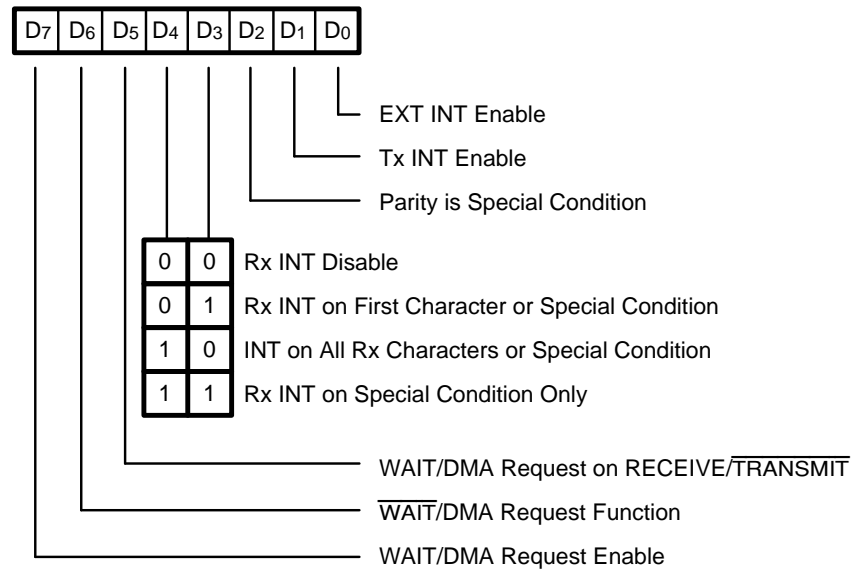 D7 D6 D5 D4 D3 D2 D1 D0
EXT INT Enable
Tx INT Enable
Parity is Special Condition
0 0 Rx INT Disable
0 1 Rx INT on First Character or Special Condition
1 0 INT on All Rx Characters or Special Condition
1 1 Rx INT on Special Condition Only
WAIT/DMA Request on RECEIVE/TRANSMIT
WAIT/DMA Request Function
WAIT/DMA Request Enable